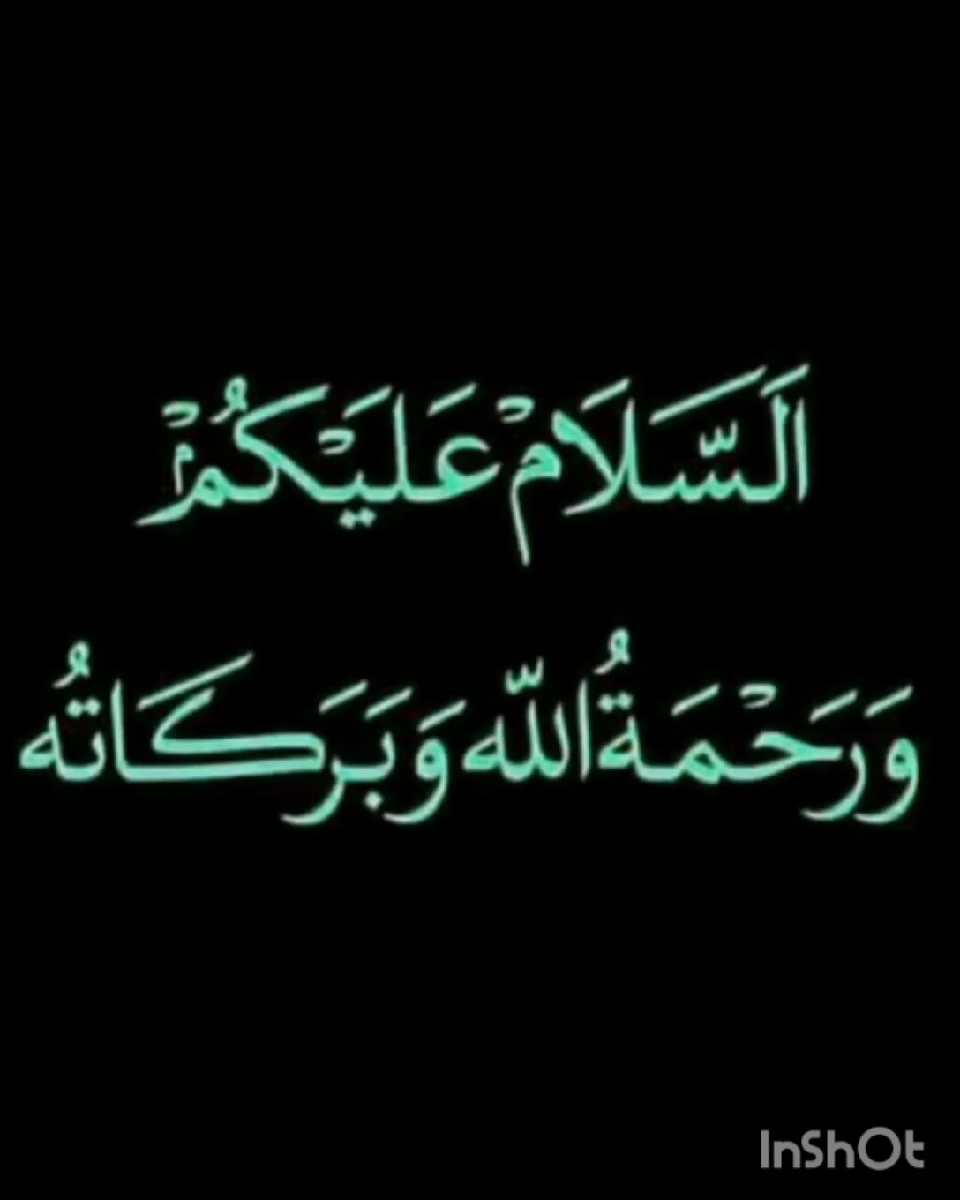 اَلسَّلَامْ عَلَيْكُمْ
وَرَحْمَةُ اللّٰه وَبَرَكَاتُه
InShOt